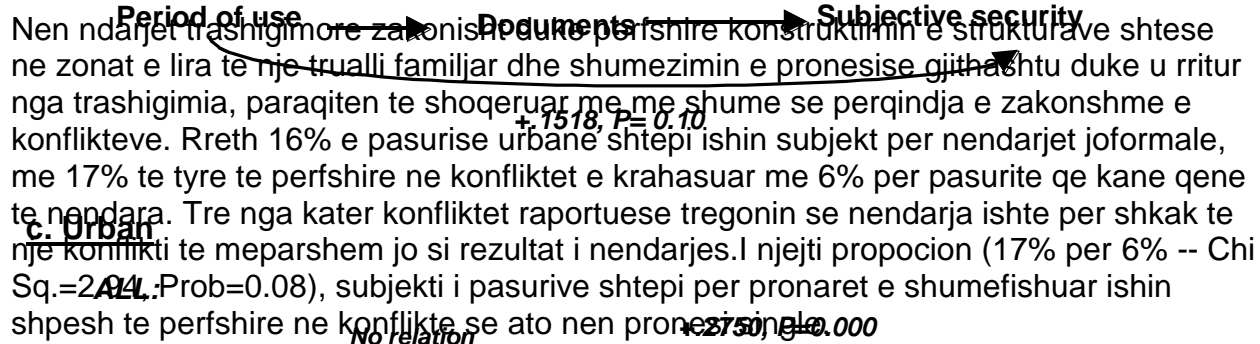 Period of use Documents Subjective security
Nen ndarjet trashigimore zakonisht duke perfshire konstruktimin e strukturave shtese
ne zonat e lira te nje trualli familjar dhe shumezimin e pronesise gjithashtu duke u rritur
nga trashigimia, paraqiten te shoqeruar me me shume se perqindja e zakonshme e
+.1518, P= 0.10
konflikteve. Rreth 16% e pasurise urbane shtepi ishin subjekt per nendarjet joformale,
me 17% te tyre te perfshire ne konfliktet e krahasuar me 6% per pasurite qe kane qene
te nendara. Tre nga kater konfliktet raportuese tregonin se nendarja ishte per shkak te
c. Urban
nje konflikti te meparshem jo si rezultat i nendarjes.I njejti propocion (17% per 6% -- Chi
Sq.=2.94, Prob=0.08), subjekti i pasurive shtepi per pronaret e shumefishuar ishin
ALL:
shpesh te perfshire ne konflikte se ato nen pronesi single.
No relation +.2750, P=0.000